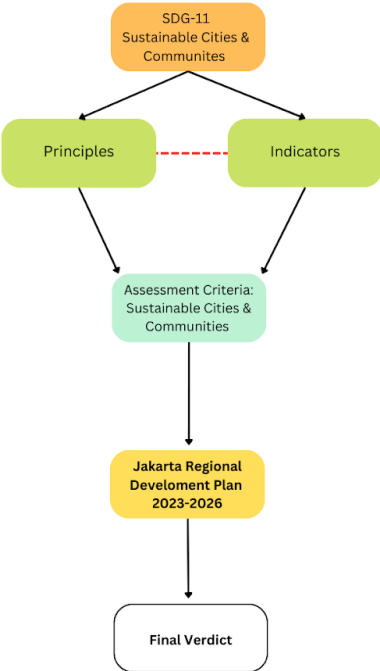 SDG-11
Sustainable Cities &
Communites
Principles
Indicators
Assessment Criteria:
Sustainable Cities &
Communities
Jakarta Regional
Develoment Plan
2023-2026
Final Verdict